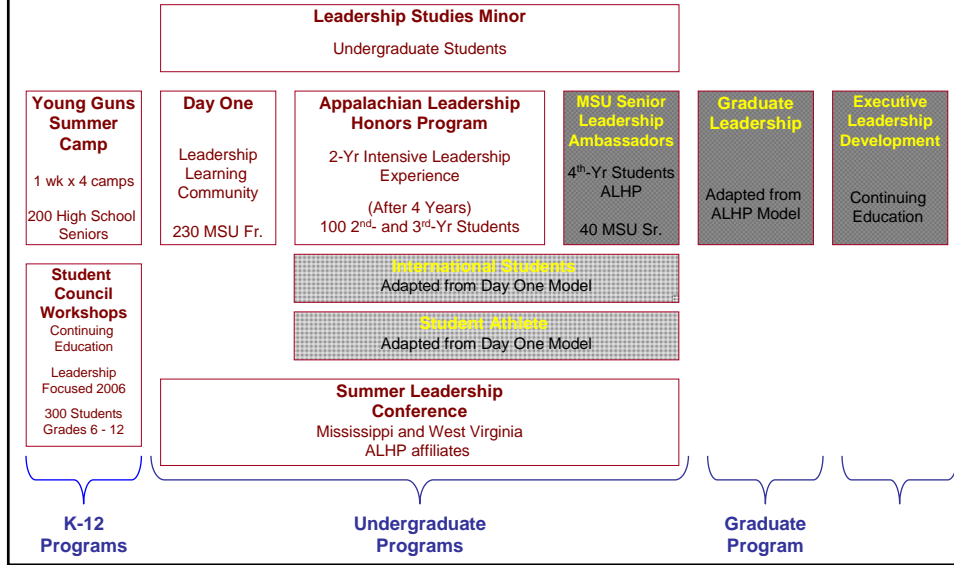 Leadership Studies Minor
Undergraduate Students
Young Guns
Summer
Camp
1 wk x 4 camps
200 High School
Seniors
Day One
Leadership
Learning
Community
230 MSU Fr.
Appalachian Leadership
Honors Program
2-Yr Intensive Leadership
Experience
(After 4 Years)
100 2nd- and 3rd-Yr Students
MSU Senior
Leadership
Ambassadors
4th-Yr Students
ALHP
40 MSU Sr.
Graduate
Leadership
Adapted from
ALHP Model
Executive
Leadership
Development
Continuing
Education
Student
Council
Workshops
Continuing
Education
Leadership
Focused 2006
300 Students
Grades 6 - 12
International Students
Adapted from Day One Model
Student Athlete
Adapted from Day One Model
Summer Leadership
Conference
Mississippi and West Virginia
ALHP affiliates
K-12
Programs
Undergraduate
Programs
Graduate
Program